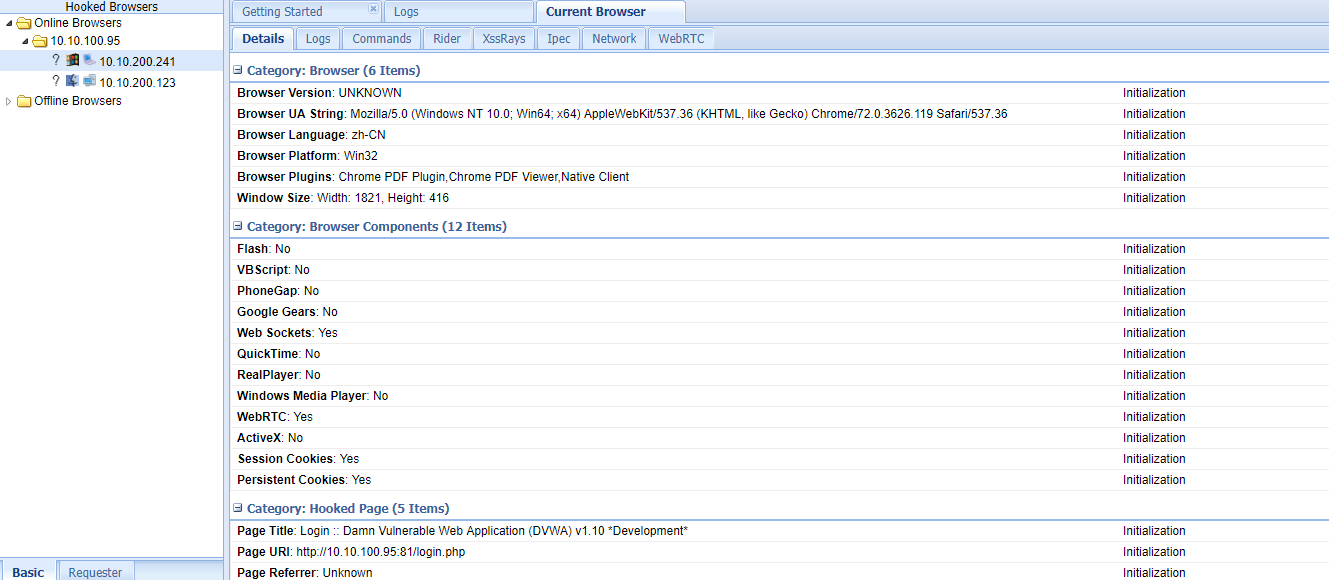 Hooked Browsers
Online Browsers
10.10.100.95
? 10.10.200.241
? 10.10.200.123
Offline Browsers
Basic Requester
Getting Started Logs Current Browser
Details Logs Commands Rider XssRays Ipec Network WebRTC
Category: Browser (6 Items)
Browser Version: UNKNOWN Initialization
Browser UA String: Mozilla/5.0 (Windows NT 10.0; Win64; x64) AppleWebKit/537.36 (KHTML, like Gecko) Chrome/72.0.3626.119 Safari/537.36 Initialization
Browser Language: zh-CN Initialization
Browser Platform: Win32 Initialization
Browser Plugins: Chrome PDF Plugin,Chrome PDF Viewer,Native Client Initialization
Window Size: Width: 1821, Height: 416 Initialization
Category: Browser Components (12 Items)
Flash: No Initialization
VBScript: No Initialization
PhoneGap: No Initialization
Google Gears: No Initialization
Web Sockets: Yes Initialization
QuickTime: No Initialization
RealPlayer: No Initialization
Windows Media Player: No Initialization
WebRTC: Yes Initialization
ActiveX: No Initialization
Session Cookies: Yes Initialization
Persistent Cookies: Yes Initialization
Category: Hooked Page (5 Items)
Page Title: Login :: Damn Vulnerable Web Application (DVWA) v1.10 *Development* Initialization
Page URI: http://10.10.100.95:81/login.php Initialization
Page Referrer: Unknown Initialization